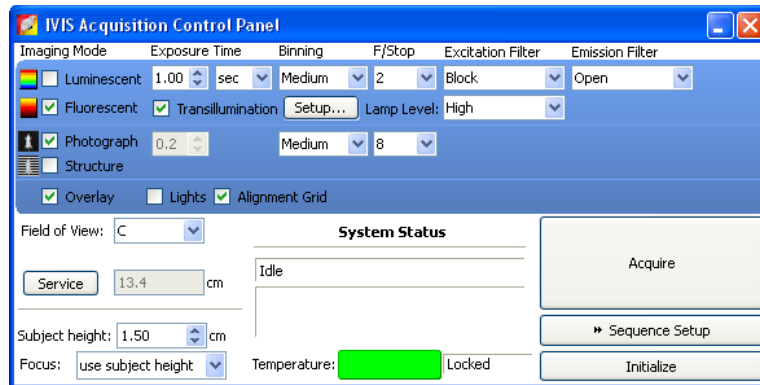 IVIS Acquisition Control Panel
Imaging Mode Exposure Time Binning F/Stop Excitation Filter Emission Filter
Luminescent 1.00 sec Medium 2 Block Open
Fluorescent Transillumination Setup... Lamp Level: High
Photograph 0.2 Medium 8
Structure
Overlay Lights Alignment Grid
Field of View: C System Status
Idle Acquire
Service 13.4 cm
Sequence Setup
Subject height: 1.50 cm
Focus: use subject height Temperature: Locked Initialize